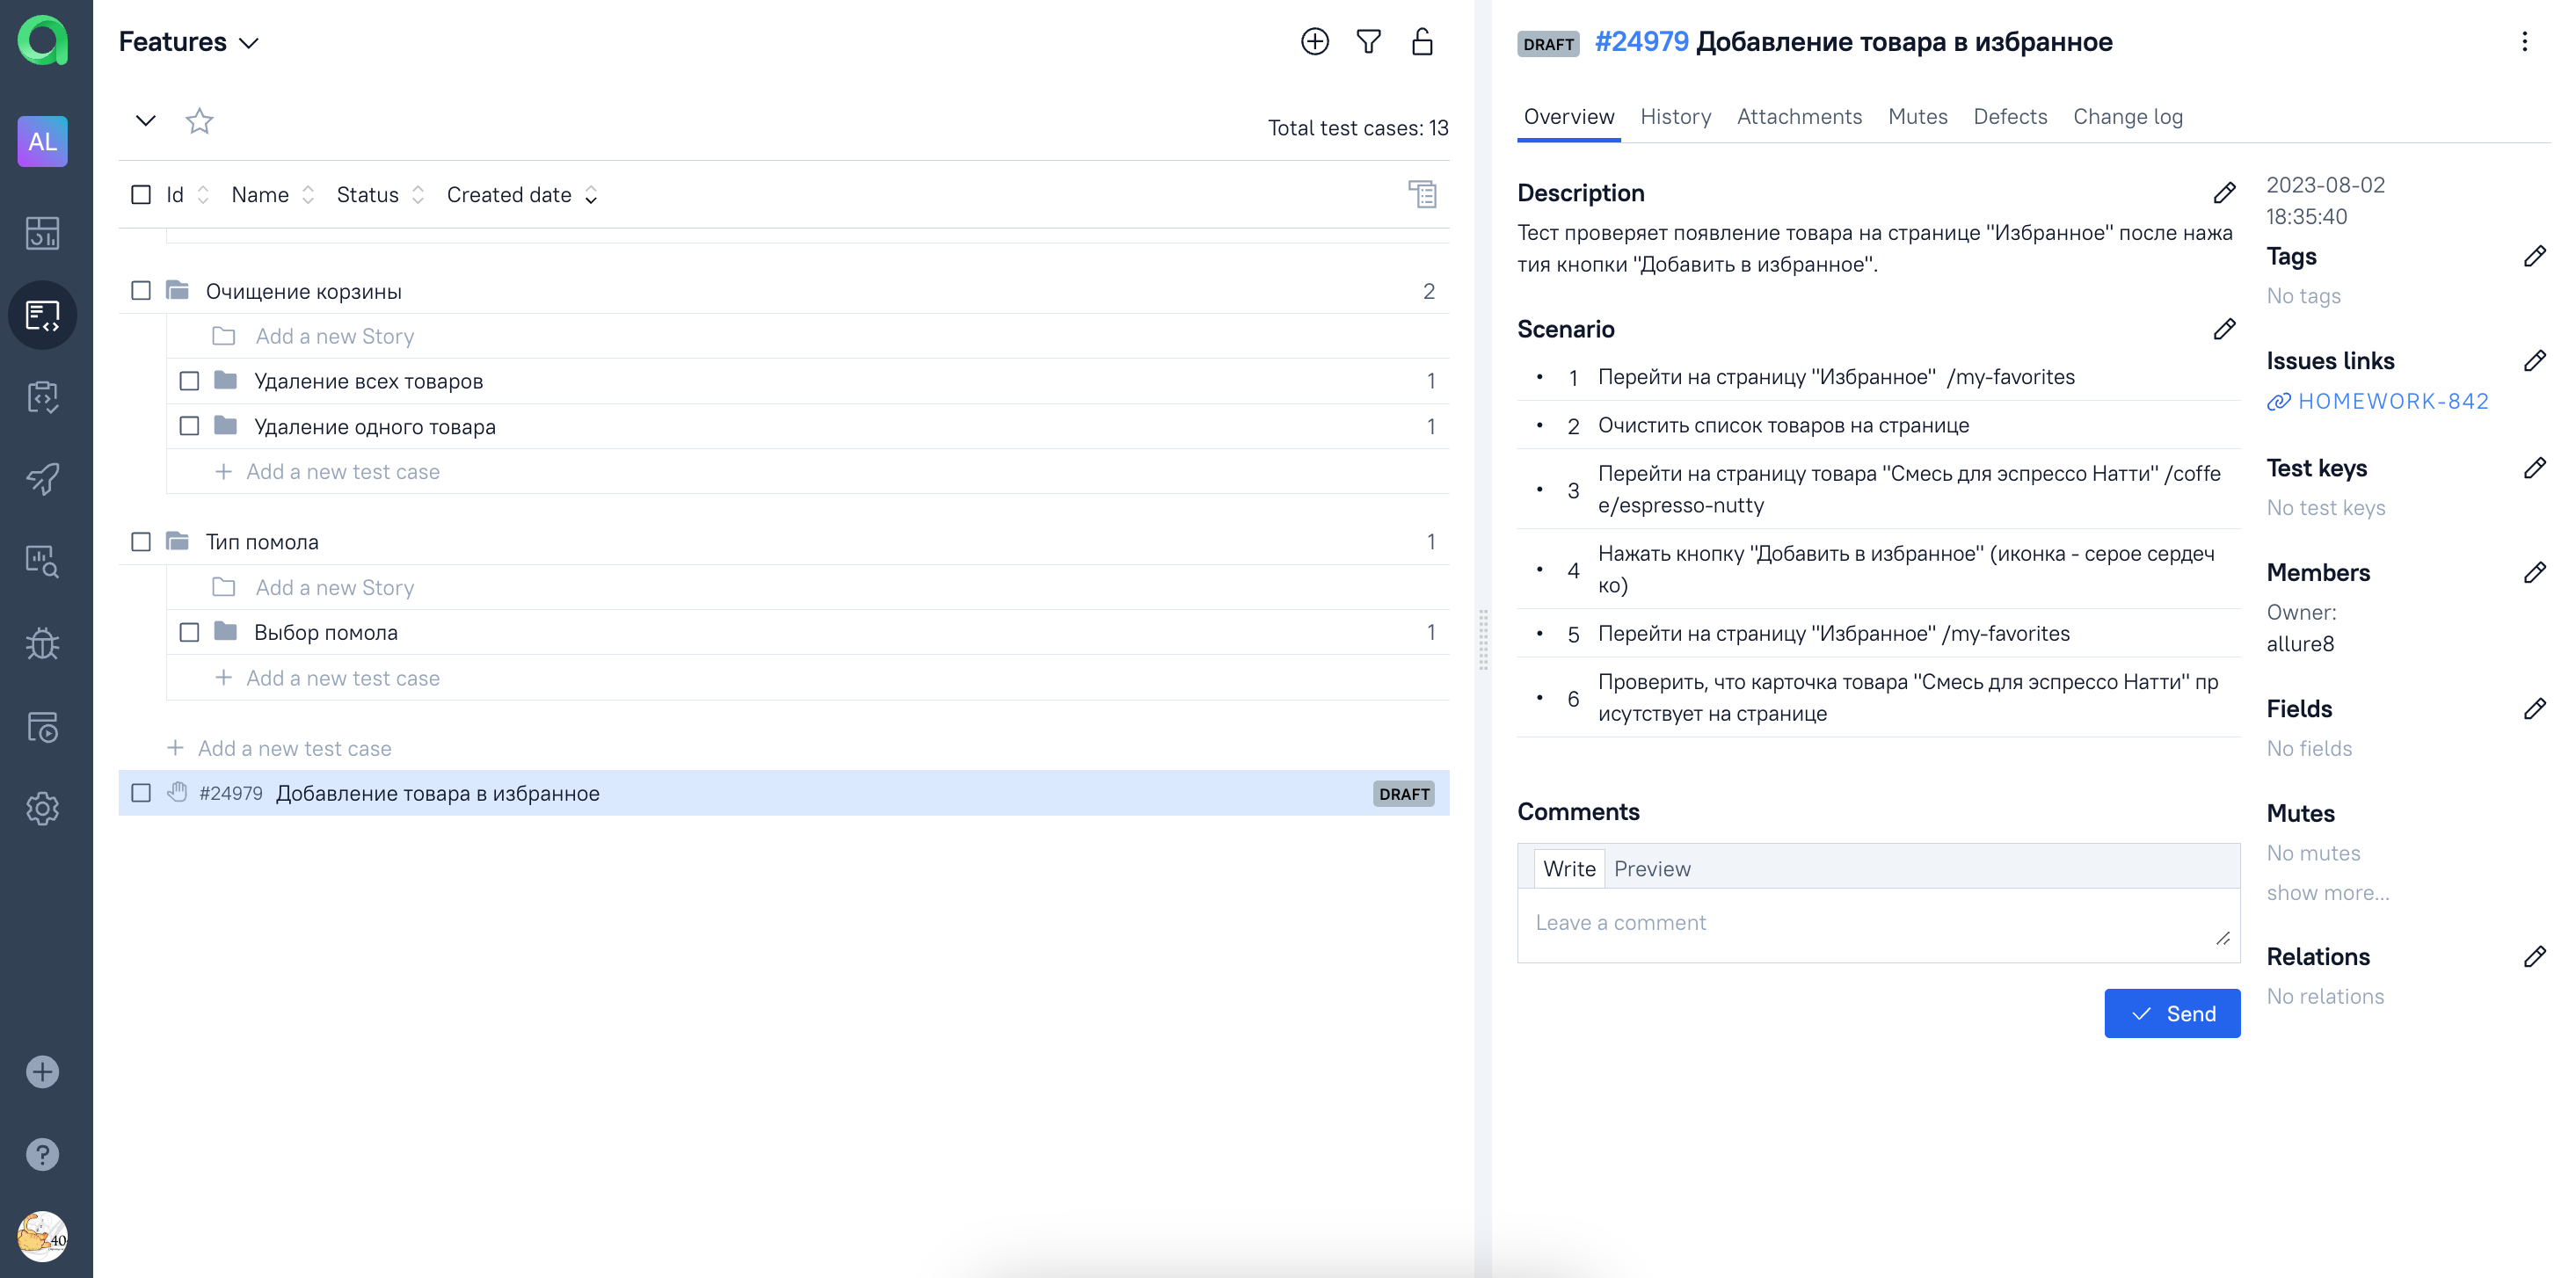 AL
40
Features
Total test cases: 13
Id Name Status Created date
Очищение корзины 2
Add a new Story
Удаление всех товаров 1
Удаление одного товара 1
+ Add a new test case
Тип помола 1
Add a new Story
Выбор помола 1
+ Add a new test case
+ Add a new test case
#24979 Добавление товара в избранное DRAFT
DRAFT #24979 Добавление товара в избранное
Overview History Attachments Mutes Defects Change log
Description
Тест проверяет появление товара на странице "Избранное" после нажа
тия кнопки "Добавить в избранное".
Scenario
• 1 Перейти на страницу "Избранное" /my-favorites
• 2 Очистить список товаров на странице
• 3 Перейти на страницу товара "Смесь для эспрессо Натти" /coffe
e/espresso-nutty
• 4 Нажать кнопку "Добавить в избранное" (иконка - серое сердеч
ко)
• 5 Перейти на страницу "Избранное" /my-favorites
• 6 Проверить, что карточка товара "Смесь для эспрессо Натти" пр
исутствует на странице
Comments
Write Preview
Leave a comment
Send
2023-08-02
18:35:40
Tags
No tags
Issues links
HOMEWORK-842
Test keys
No test keys
Members
Owner:
allure8
Fields
No fields
Mutes
No mutes
show more...
Relations
No relations